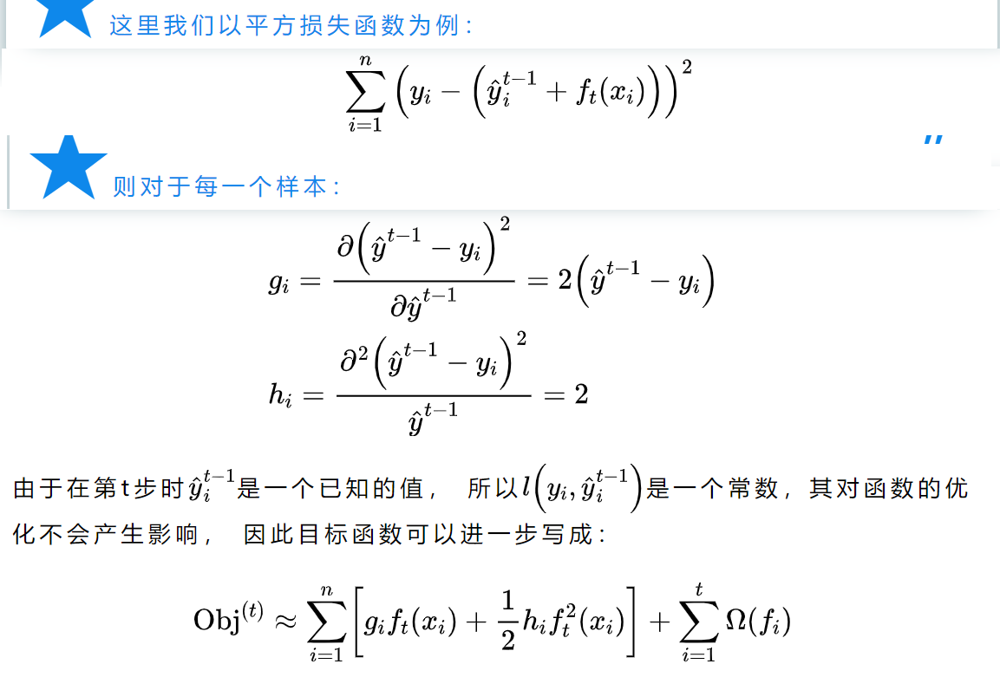 这里我们以平方损失函数为例：
$\sum_{i=1}^{n} \left( y_i - \left( \hat{y}_i^{t-1} + f_t(x_i) \right) \right)^2$
"
则对于每一个样本：
$g_i = \frac{\partial \left( \hat{y}^{t-1} - y_i \right)^2}{\partial \hat{y}^{t-1}} = 2 \left( \hat{y}^{t-1} - y_i \right)$
$h_i = \frac{\partial^2 \left( \hat{y}^{t-1} - y_i \right)^2}{\hat{y}^{t-1}} = 2$
由于在第t步时$\hat{y}_i^{t-1}$是一个已知的值， 所以$l\left( y_i, \hat{y}_i^{t-1} \right)$是一个常数，其对函数的优
化不会产生影响， 因此目标函数可以进一步写成：
$\mathrm{Obj}^{(t)} \approx \sum_{i=1}^{n} \left[ g_i f_t(x_i) + \frac{1}{2} h_i f_t^2(x_i) \right] + \sum_{i=1}^{t} \Omega(f_i)$